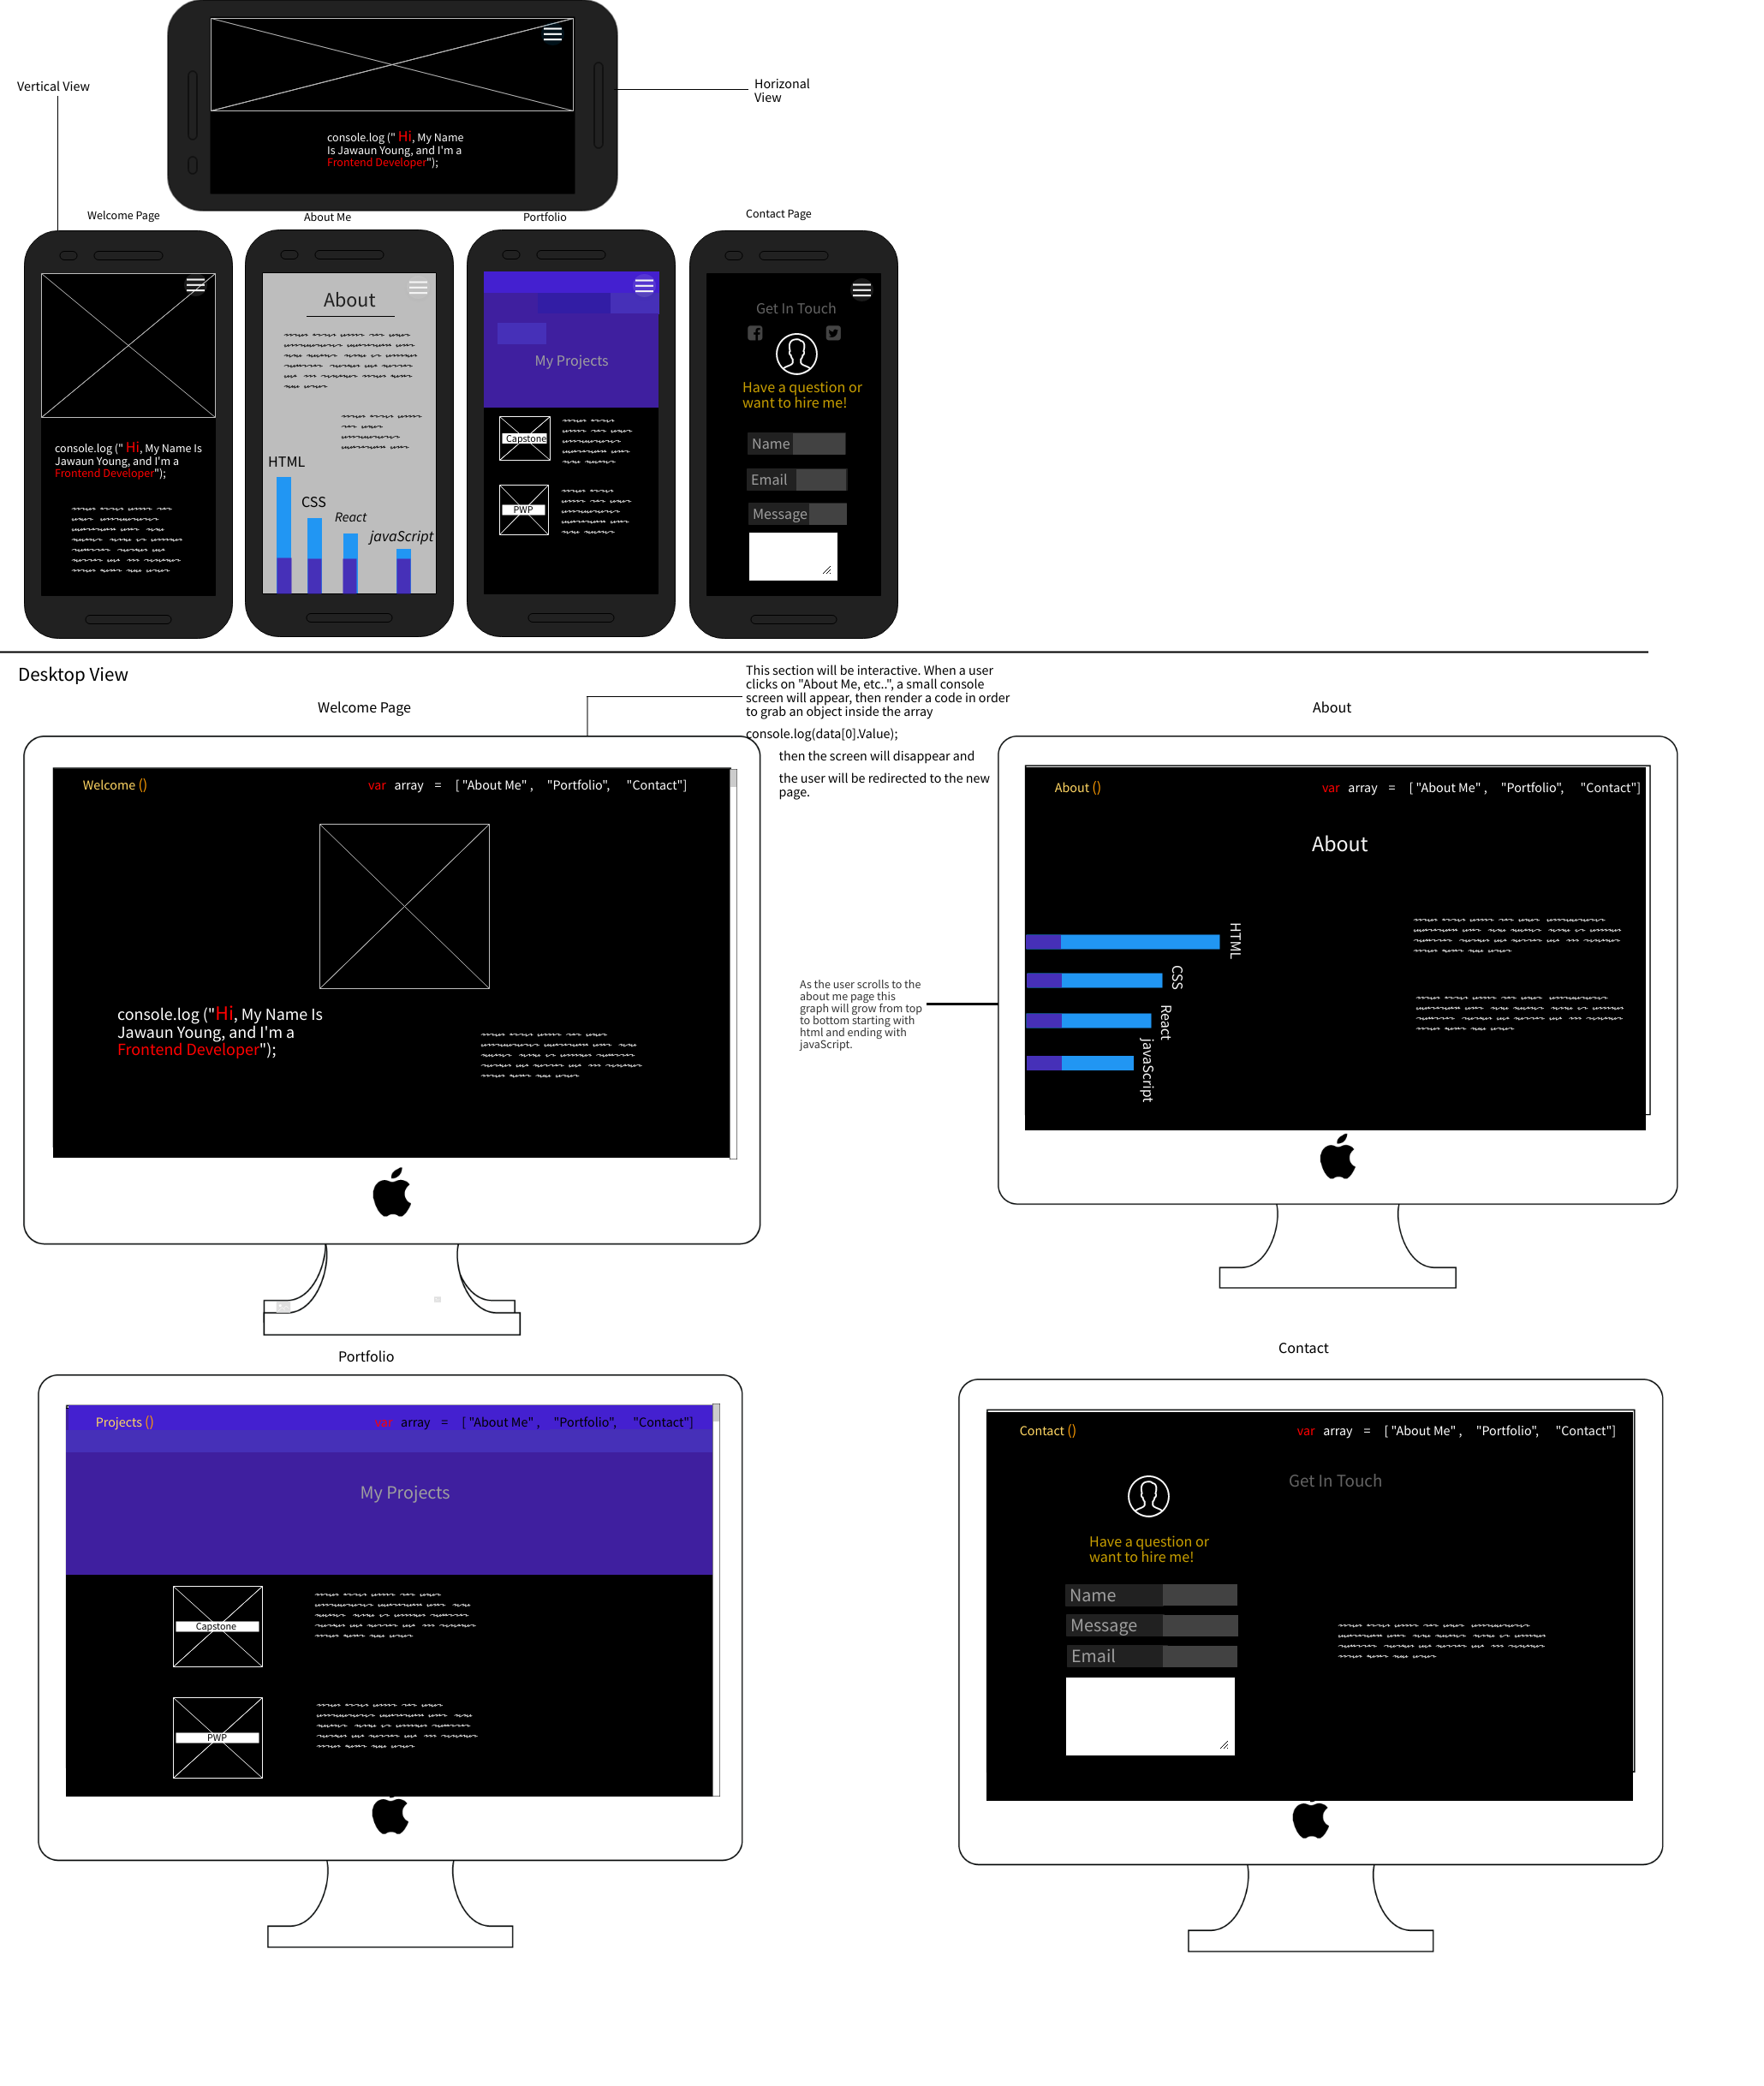 Vertical View
Horizonal
View
console.log (" Hi, My Name
Is Jawaun Young, and I'm a
Frontend Developer");
Welcome Page
About Me
Portfolio
Contact Page
console.log (" Hi, My Name Is
Jawaun Young, and I'm a
Frontend Developer");
About
HTML
CSS
React
javaScript
My Projects
Capstone
PWP
Get In Touch
Have a question or
want to hire me!
Name
Email
Message
Desktop View
This section will be interactive. When a user
clicks on "About Me, etc..", a small console
screen will appear, then render a code in order
to grab an object inside the array
console.log(data[0].Value);
then the screen will disappear and
the user will be redirected to the new
page.
Welcome Page
Welcome ()
var array = [ "About Me" , "Portfolio", "Contact"]
console.log ("Hi, My Name Is
Jawaun Young, and I'm a
Frontend Developer");
As the user scrolls to the
about me page this
graph will grow from top
to bottom starting with
html and ending with
javaScript.
About
About ()
var array = [ "About Me" , "Portfolio", "Contact"]
About
HTML
CSS
React
javaScript
Portfolio
Projects ()
var array = [ "About Me" , "Portfolio", "Contact"]
My Projects
Capstone
PWP
Contact
Contact ()
var array = [ "About Me" , "Portfolio", "Contact"]
Get In Touch
Have a question or
want to hire me!
Name
Message
Email